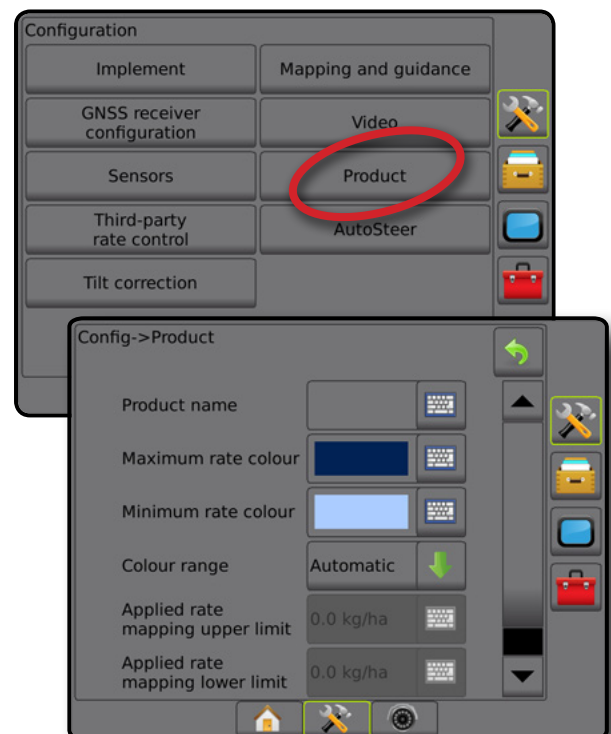 Configuration
Implement
Mapping and guidance
GNSS receiver
configuration
Video
Sensors
Product
Third-party
rate control
AutoSteer
Tilt correction
Config->Product
Product name
Maximum rate colour
Minimum rate colour
Colour range
Automatic
Applied rate
mapping upper limit
0.0 kg/ha
Applied rate
mapping lower limit
0.0 kg/ha